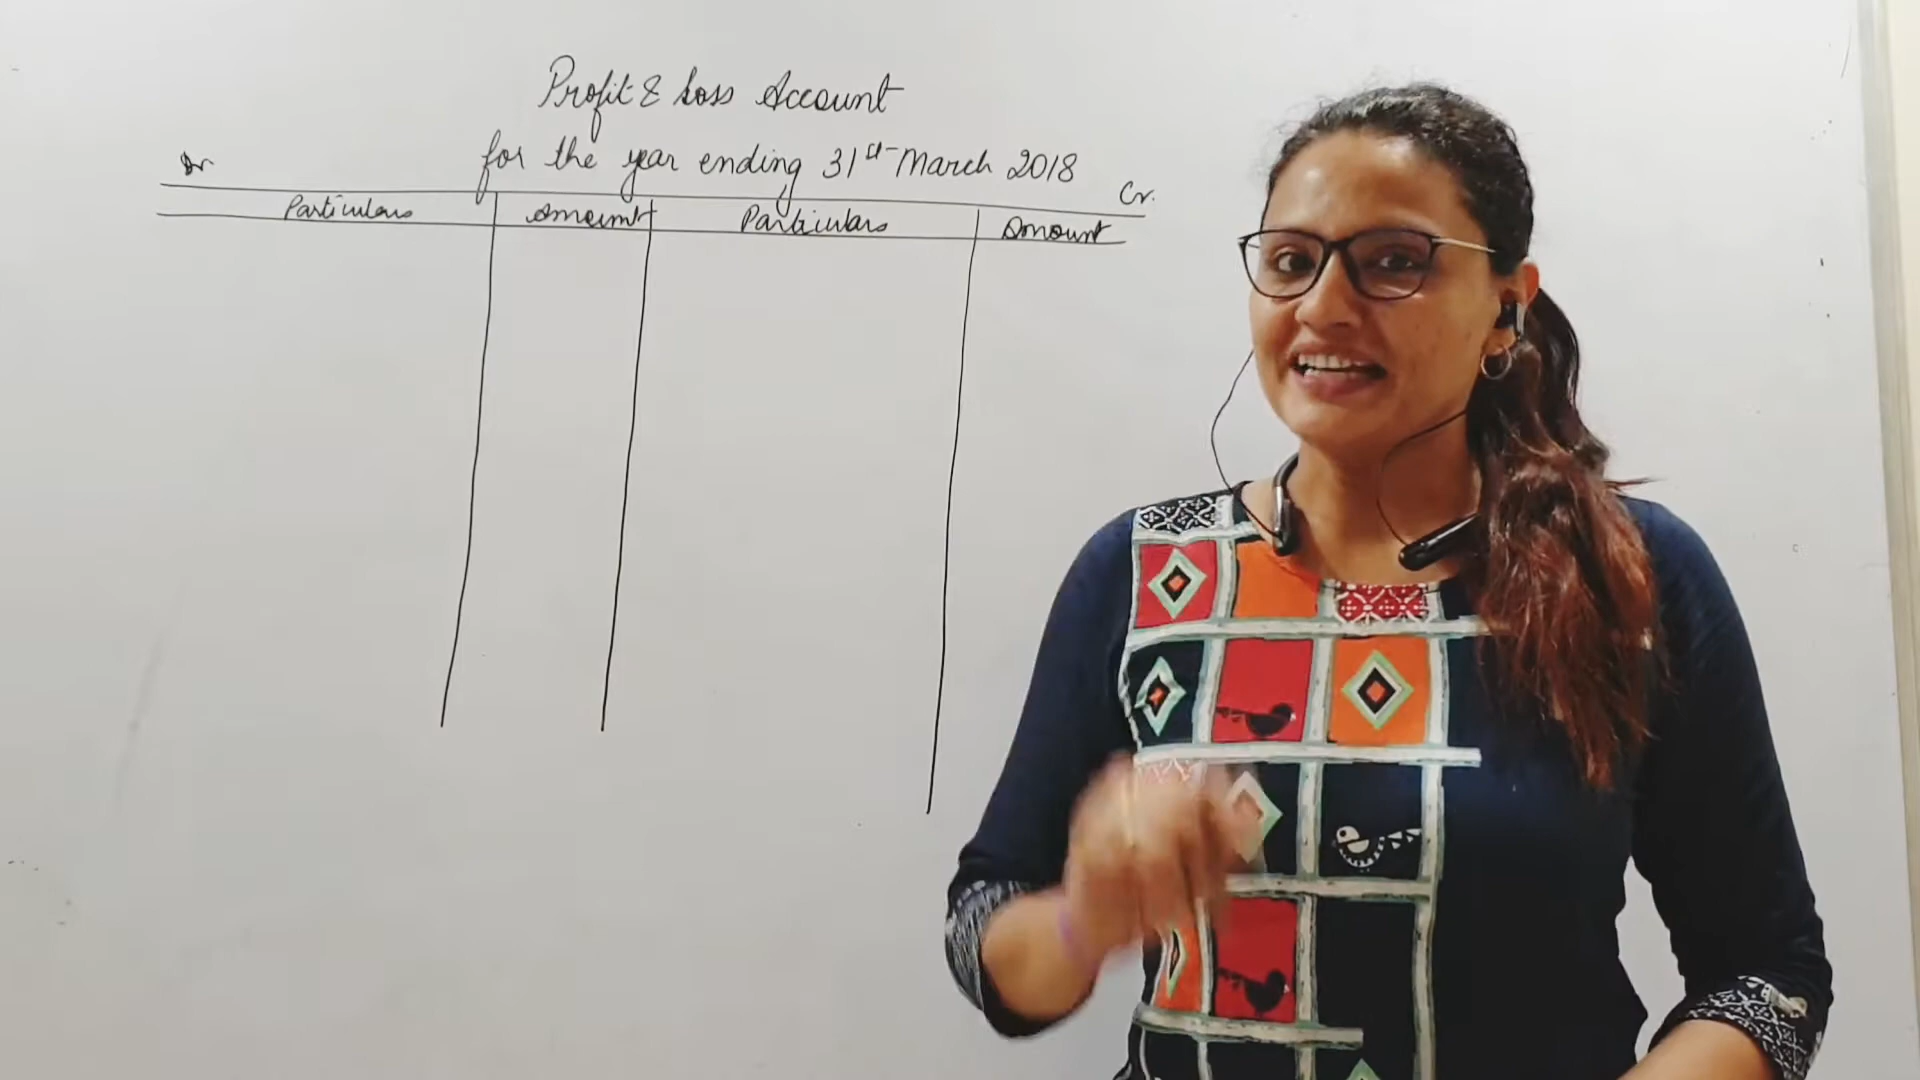 Profit & Loss Account
for the year ending 31st March 2018
Dr Cr.
Particulars Amount Particulars Amount